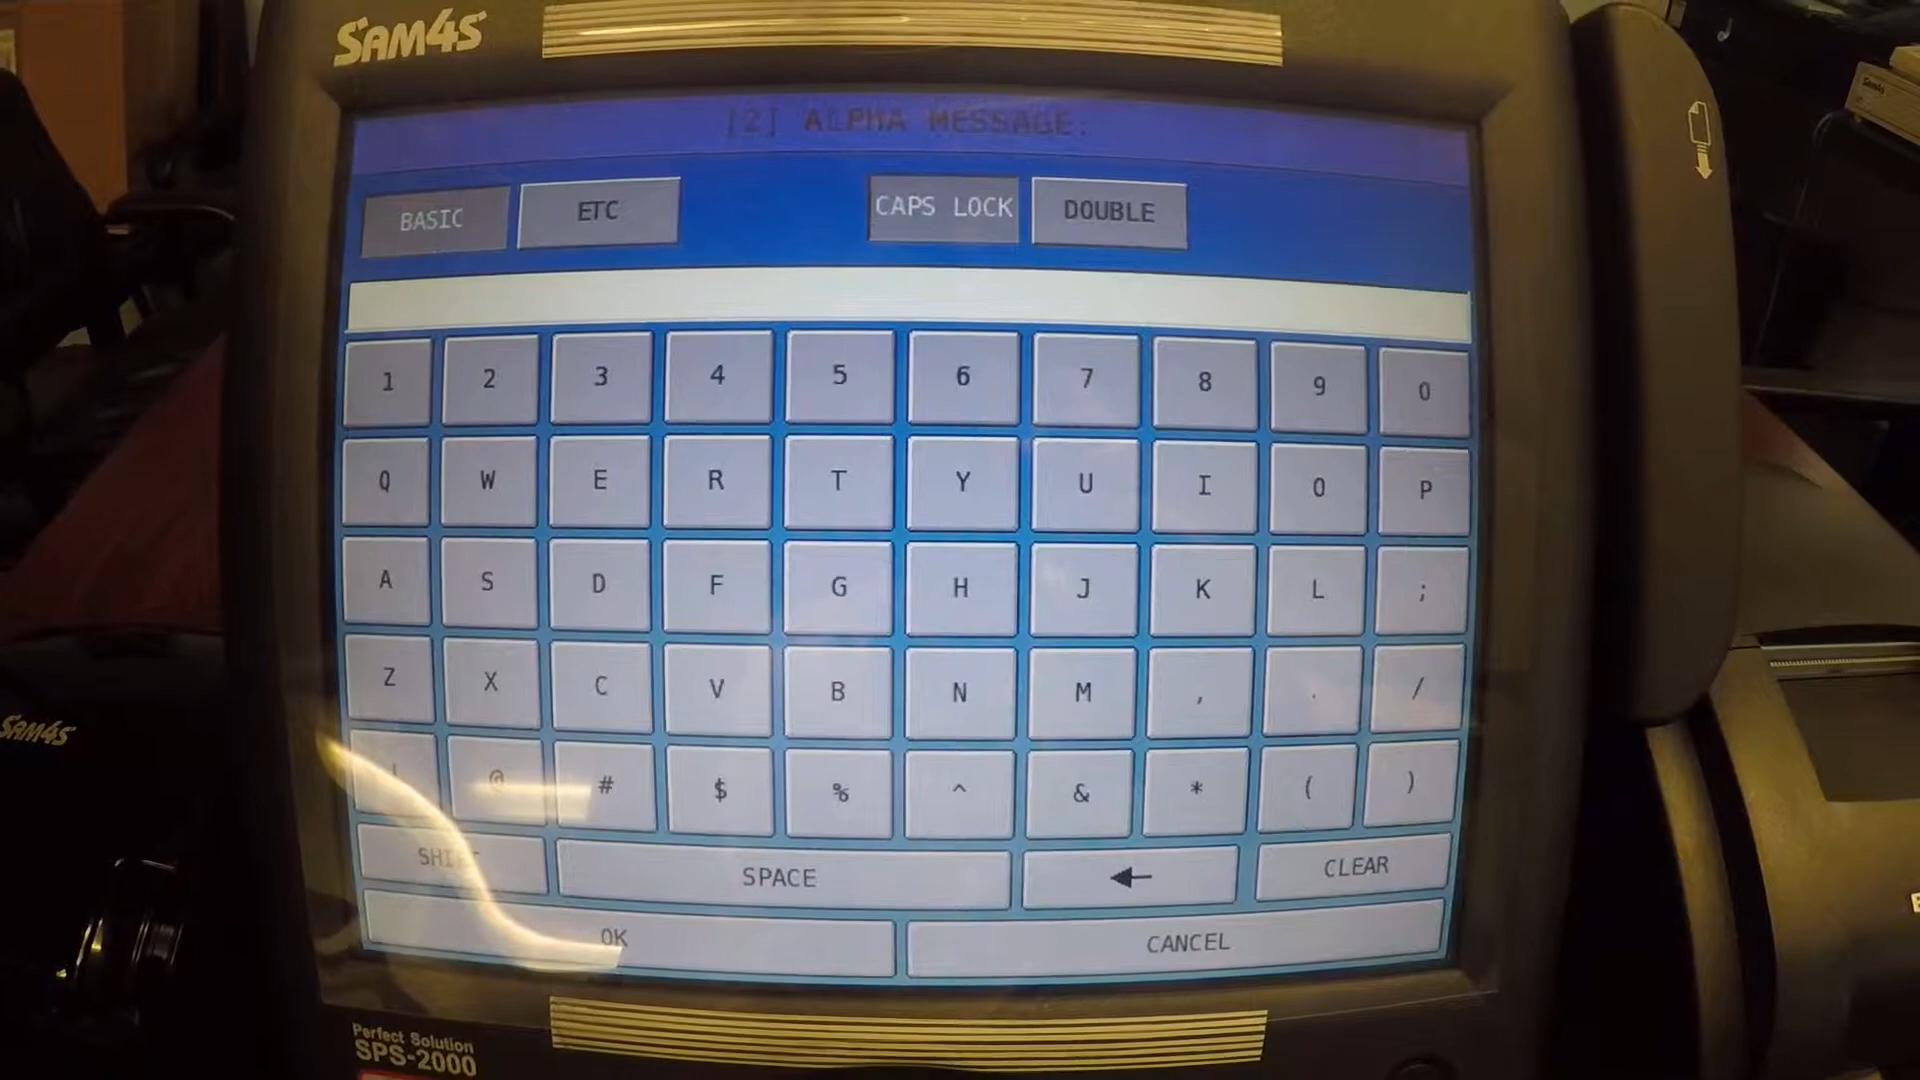 SAM4S
[2] ALPHA MESSAGE:
BASIC ETC CAPS LOCK DOUBLE
1 2 3 4 5 6 7 8 9 0
Q W E R T Y U I O P
A S D F G H J K L ;
Z X C V B N M , . /
! @ # $ % ^ & * ( )
SHIFT SPACE ← CLEAR
OK CANCEL
Perfect Solution
SPS-2000
SAM4S